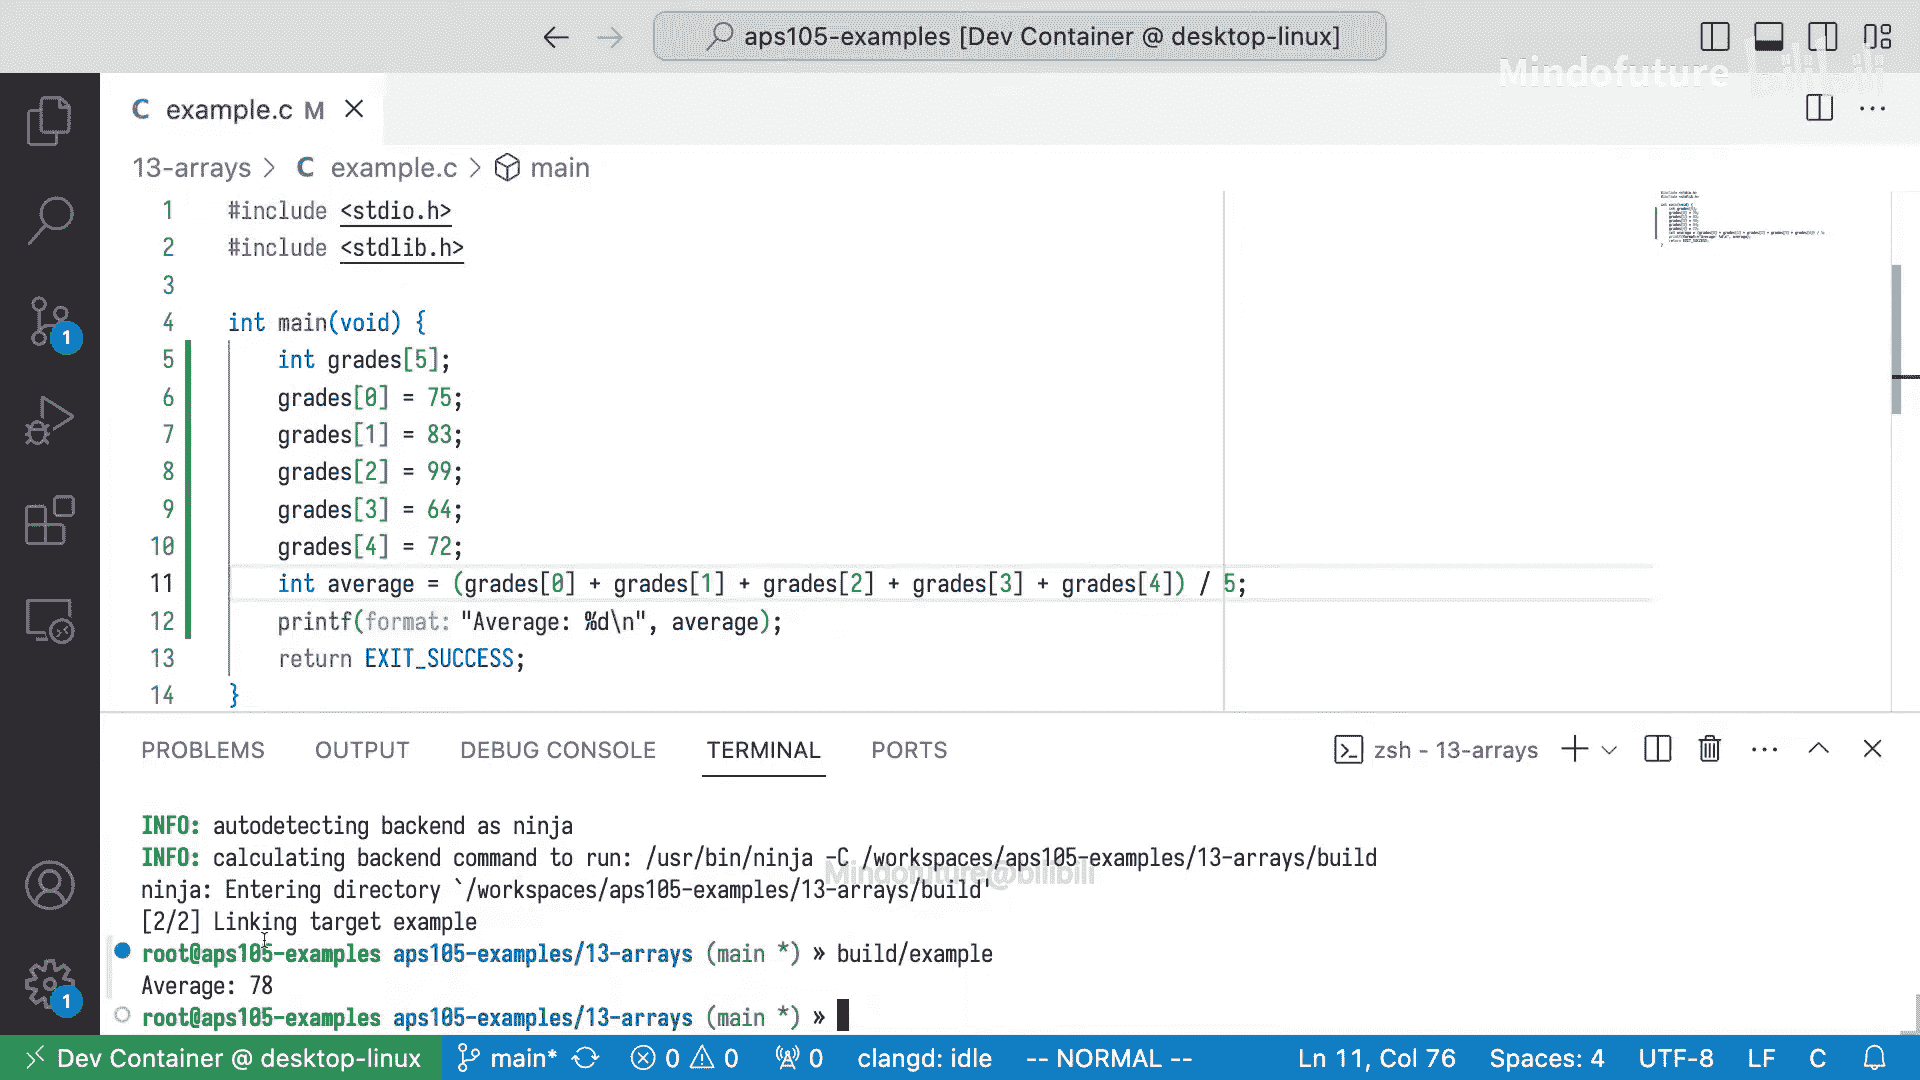 aps105-examples [Dev Container @ desktop-linux]
Mindofuture bilibili
C example.c M
13-arrays > C example.c > main
1 #include <stdio.h>
2 #include <stdlib.h>
3
4 int main(void) {
5 int grades[5];
6 grades[0] = 75;
7 grades[1] = 83;
8 grades[2] = 99;
9 grades[3] = 64;
10 grades[4] = 72;
11 int average = (grades[0] + grades[1] + grades[2] + grades[3] + grades[4]) / 5;
12 printf(format: "Average: %d\n", average);
13 return EXIT_SUCCESS;
14 }
1
PROBLEMS OUTPUT DEBUG CONSOLE TERMINAL PORTS zsh - 13-arrays
INFO: autodetecting backend as ninja
INFO: calculating backend command to run: /usr/bin/ninja -C /workspaces/aps105-examples/13-arrays/build
Mindofuture@bilibili
ninja: Entering directory `/workspaces/aps105-examples/13-arrays/build'
[2/2] Linking target example
root@aps105-examples aps105-examples/13-arrays (main *) » build/example
Average: 78
root@aps105-examples aps105-examples/13-arrays (main *) »
1
Dev Container @ desktop-linux main* 0 0 0 clangd: idle -- NORMAL -- Ln 11, Col 76 Spaces: 4 UTF-8 LF C